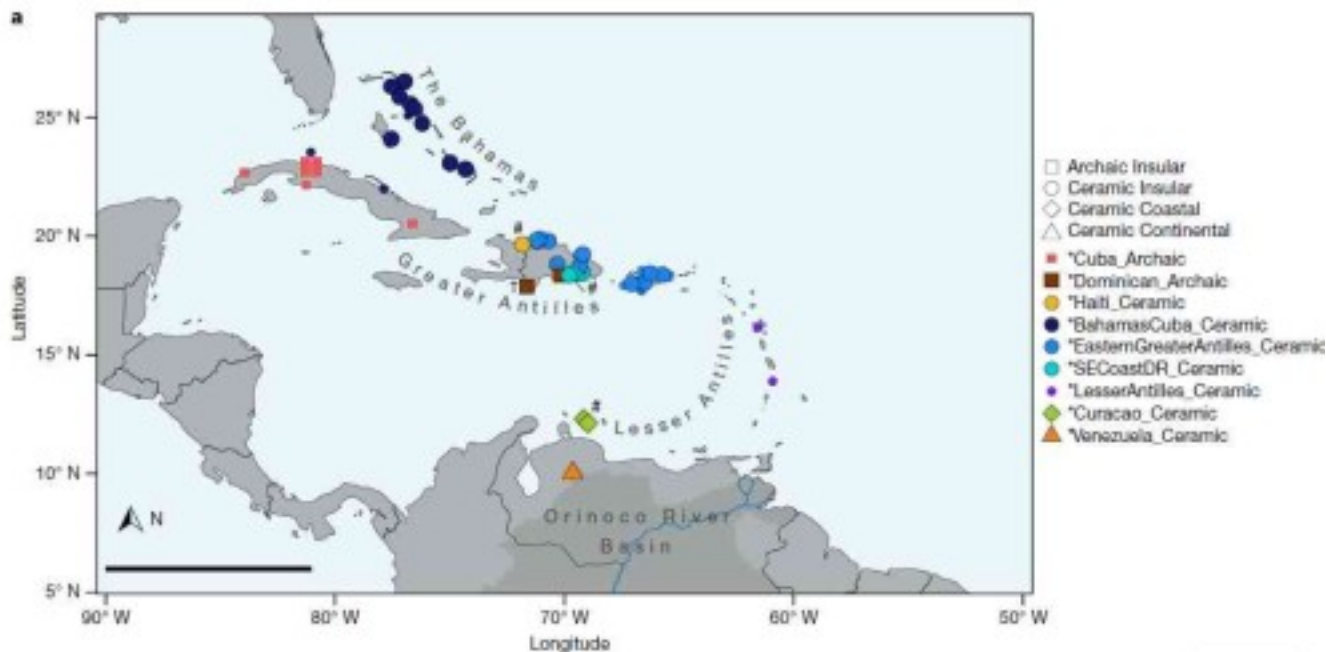 a
25° N
20° N
15° N
10° N
5° N
Latitude
90° W
80° W
70° W
60° W
50° W
Longitude
The Bahamas
Greater Antilles
Lesser Antilles
Orinoco River
Basin
N
#
#
#
Archaic Insular
Ceramic Insular
Ceramic Coastal
Ceramic Continental
*Cuba_Archaic
*Dominican_Archaic
*Haiti_Ceramic
*BahamasCuba_Ceramic
*EasternGreaterAntilles_Ceramic
*SECoastDR_Ceramic
*LesserAntilles_Ceramic
*Curacao_Ceramic
*Venezuela_Ceramic